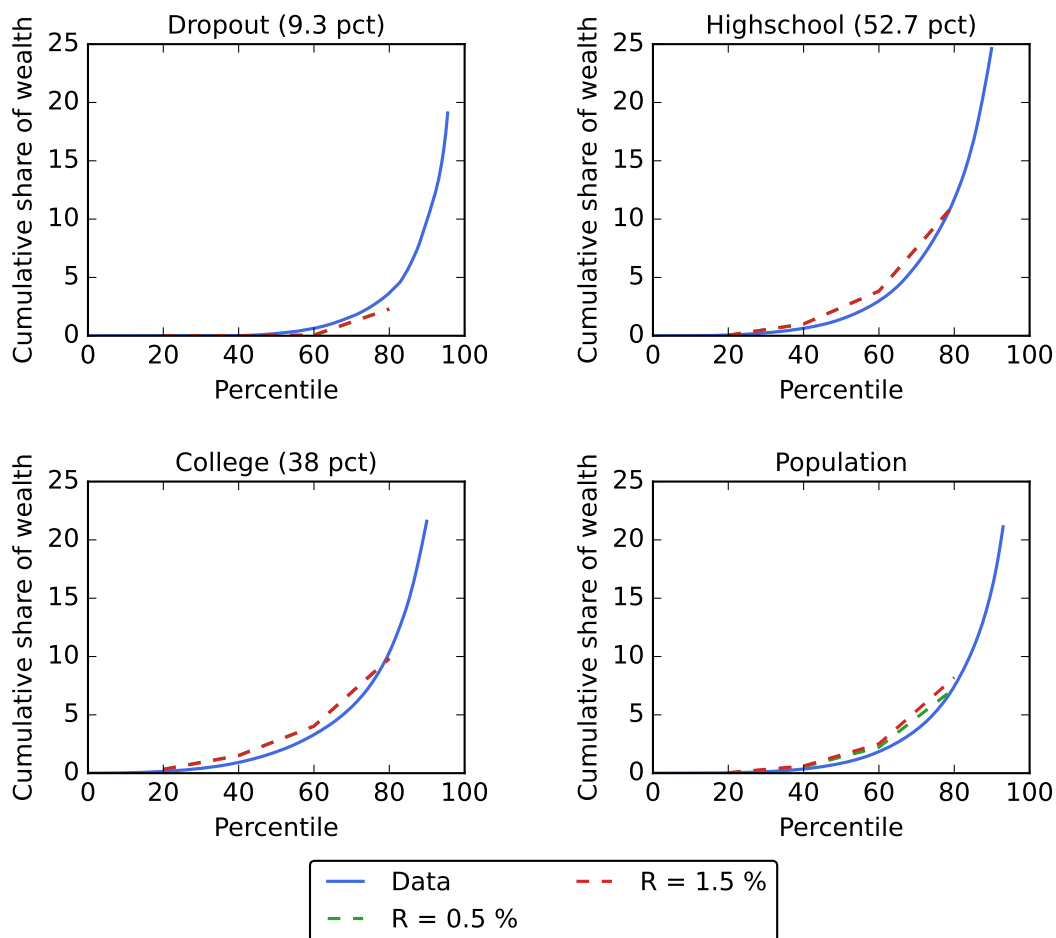 Dropout (9.3 pct)
Cumulative share of wealth
25
20
15
10
5
0
0 20 40 60 80 100
Percentile
Highschool (52.7 pct)
Cumulative share of wealth
25
20
15
10
5
0
0 20 40 60 80 100
Percentile
College (38 pct)
Cumulative share of wealth
25
20
15
10
5
0
0 20 40 60 80 100
Percentile
Population
Cumulative share of wealth
25
20
15
10
5
0
0 20 40 60 80 100
Percentile
Data
R = 0.5 %
R = 1.5 %